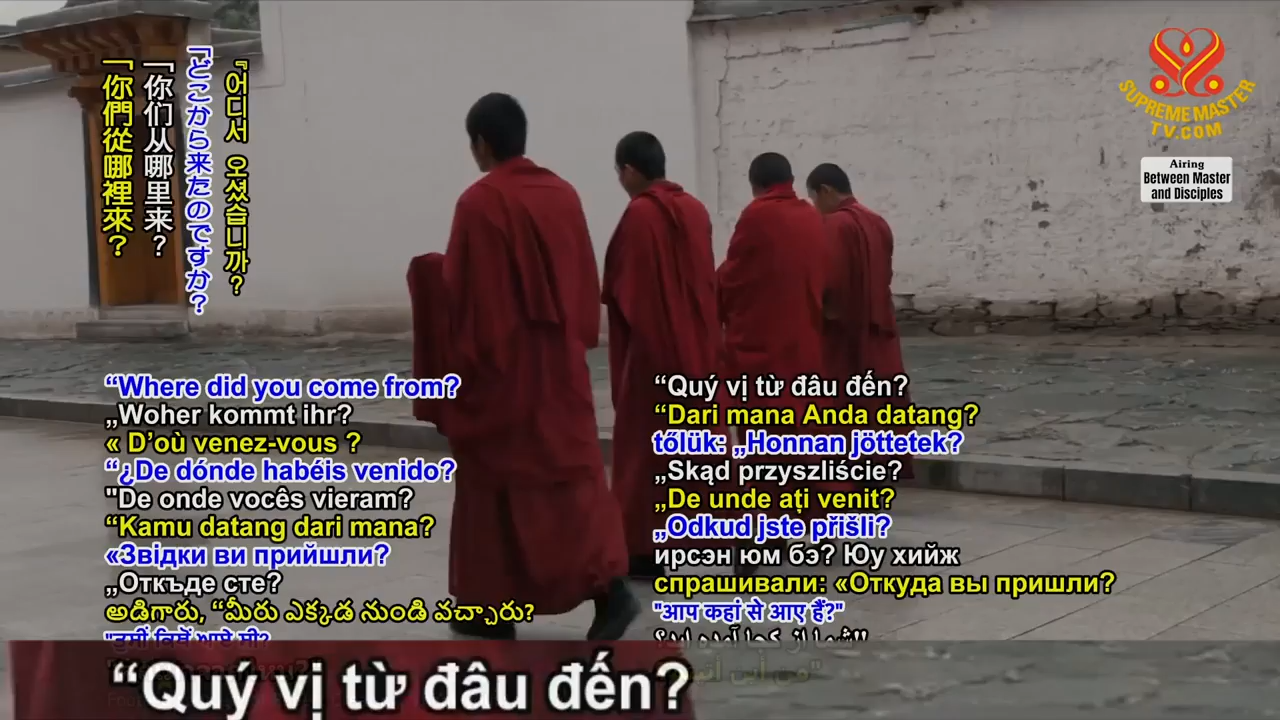 『어디서 오셨습니까?
「どこから来たのですか?
「你们从哪里来?
「你們從哪裡來?
SUPREME MASTER
TV.COM
Airing
Between Master
and Disciples
“Where did you come from?
„Woher kommt ihr?
« D’où venez-vous ?
“¿De dónde habéis venido?
"De onde vocês vieram?
“Kamu datang dari mana?
«Звідки ви прийшли?
„Откъде сте?
అడిగారు, “మీరు ఎక్కడ నుండి వచ్చారు?
“Quý vị từ đâu đến?
“Dari mana Anda datang?
tőlük: „Honnan jöttetek?
„Skąd przyszliście?
„De unde ați venit?
„Odkud jste přišli?
ирсэн юм бэ? Юу хийж
спрашивали: «Откуда вы пришли?
"आप कहां से आए हैं?"
“Quý vị từ đâu đến?